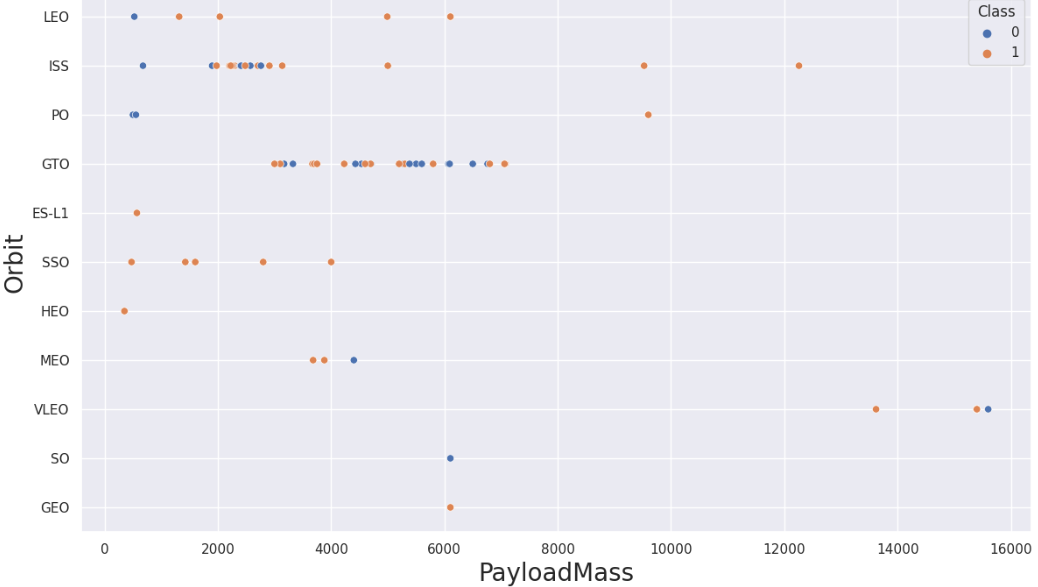 Class
0
1
LEO
ISS
PO
GTO
ES-L1
SSO
HEO
MEO
VLEO
SO
GEO
Orbit
0 2000 4000 6000 8000 10000 12000 14000 16000
PayloadMass